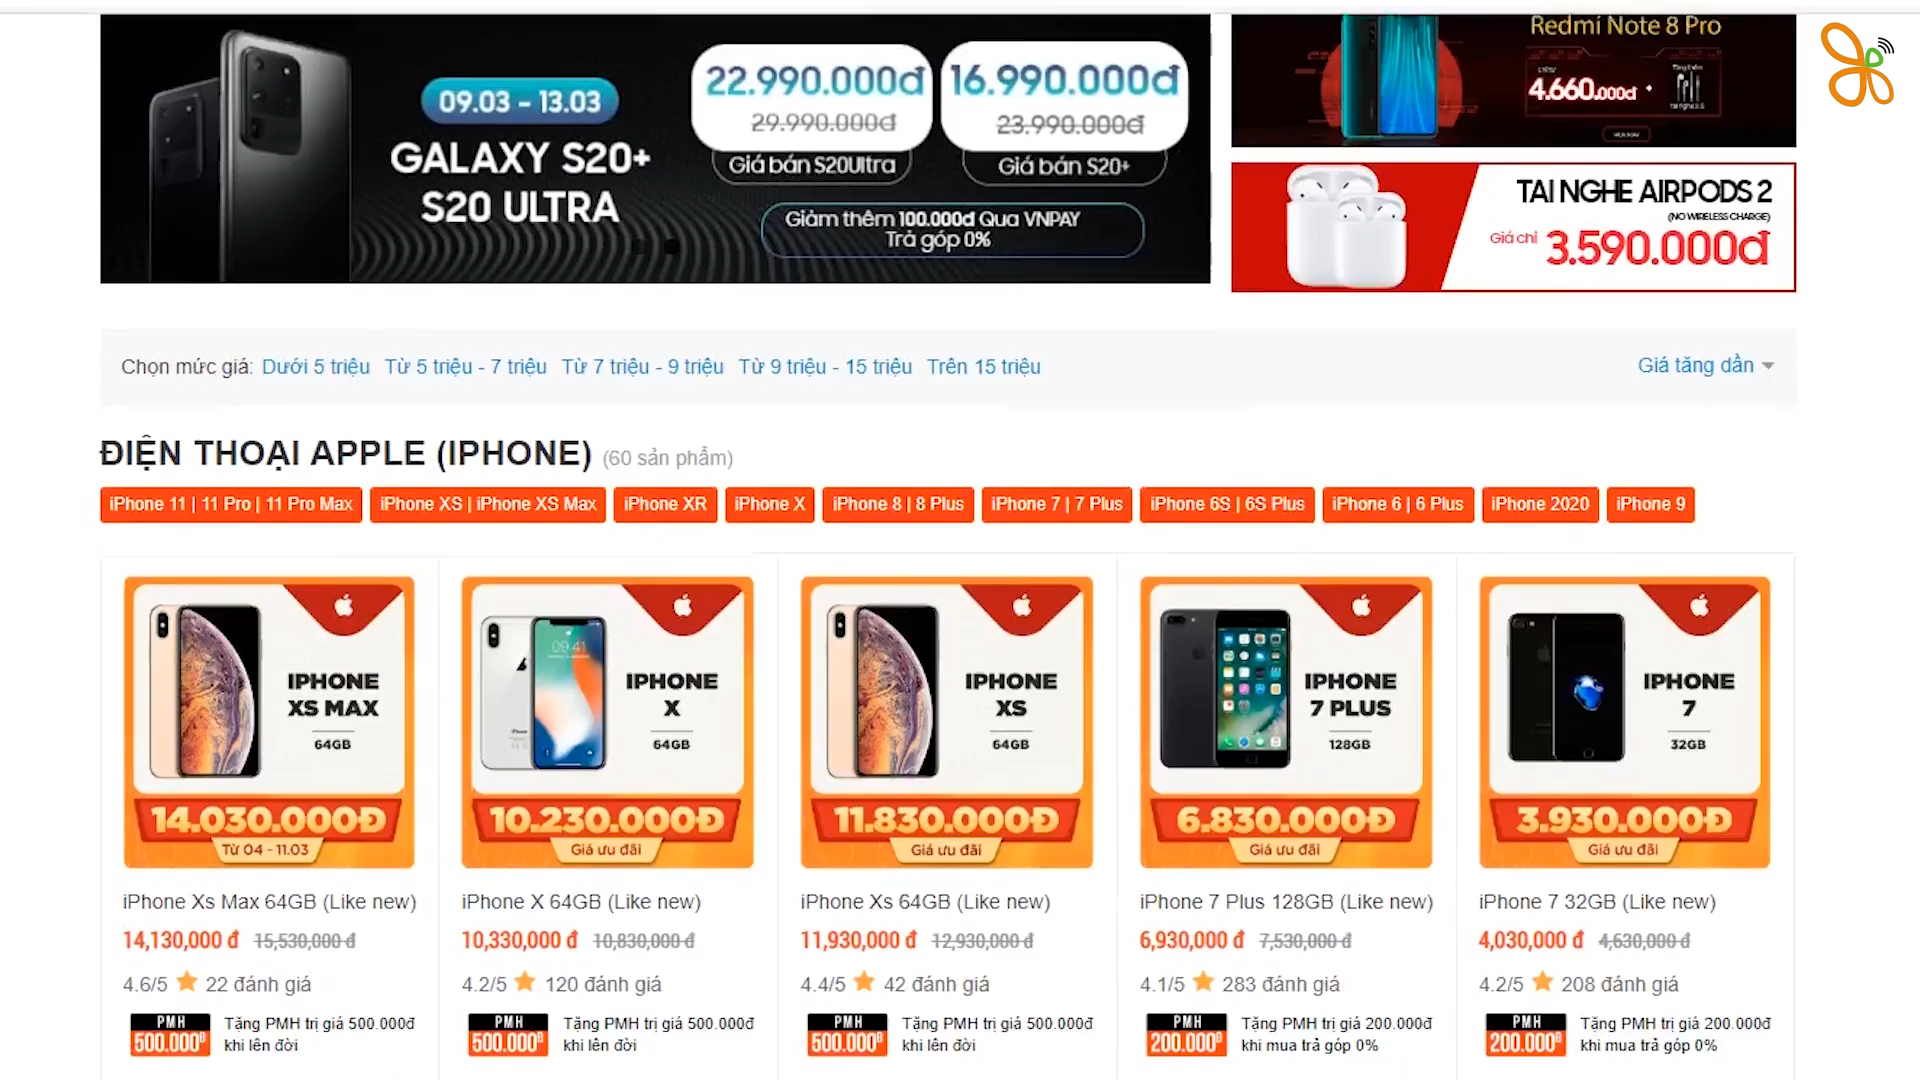 09.03 - 13.03
GALAXY S20+
S20 ULTRA
22.990.000đ
29.990.000đ
Giá bán S20Ultra
16.990.000đ
23.990.000đ
Giá bán S20+
Giảm thêm 100.000đ Qua VNPAY
Trả góp 0%
Redmi Note 8 Pro
4.660.000đ
TAI NGHE AIRPODS 2
(NO WIRELESS CHARGE)
Giá chỉ 3.590.000đ
Chọn mức giá: Dưới 5 triệu Từ 5 triệu - 7 triệu Từ 7 triệu - 9 triệu Từ 9 triệu - 15 triệu Trên 15 triệu
Giá tăng dần
ĐIỆN THOẠI APPLE (IPHONE) (60 sản phẩm)
iPhone 11 | 11 Pro | 11 Pro Max iPhone XS | iPhone XS Max iPhone XR iPhone X iPhone 8 | 8 Plus iPhone 7 | 7 Plus iPhone 6S | 6S Plus iPhone 6 | 6 Plus iPhone 2020 iPhone 9
IPHONE
XS MAX
64GB
14.030.000Đ
Từ 04 - 11.03
iPhone Xs Max 64GB (Like new)
14,130,000 đ 15,530,000 đ
4.6/5 22 đánh giá
PMH
500.000đ
Tặng PMH trị giá 500.000đ
khi lên đời
09:41
IPHONE
X
64GB
10.230.000Đ
Giá ưu đãi
iPhone X 64GB (Like new)
10,330,000 đ 10,830,000 đ
4.2/5 120 đánh giá
PMH
500.000đ
Tặng PMH trị giá 500.000đ
khi lên đời
IPHONE
XS
64GB
11.830.000Đ
Giá ưu đãi
iPhone Xs 64GB (Like new)
11,930,000 đ 12,930,000 đ
4.4/5 42 đánh giá
PMH
500.000đ
Tặng PMH trị giá 500.000đ
khi lên đời
IPHONE
7 PLUS
128GB
6.830.000Đ
Giá ưu đãi
iPhone 7 Plus 128GB (Like new)
6,930,000 đ 7,530,000 đ
4.1/5 283 đánh giá
PMH
200.000đ
Tặng PMH trị giá 200.000đ
khi mua trả góp 0%
IPHONE
7
32GB
3.930.000Đ
Giá ưu đãi
iPhone 7 32GB (Like new)
4,030,000 đ 4,630,000 đ
4.2/5 208 đánh giá
PMH
200.000đ
Tặng PMH trị giá 200.000đ
khi mua trả góp 0%